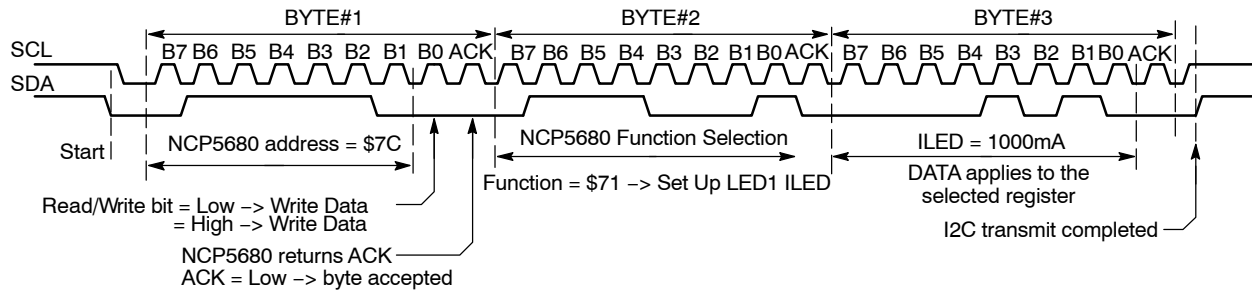 BYTE#1 BYTE#2 BYTE#3
SCL B7 B6 B5 B4 B3 B2 B1 B0 ACK B7 B6 B5 B4 B3 B2 B1 B0 ACK B7 B6 B5 B4 B3 B2 B1 B0 ACK
SDA
Start
NCP5680 address = $7C
NCP5680 Function Selection
ILED = 1000mA
Function = $71 −> Set Up LED1 ILED
DATA applies to the
selected register
Read/Write bit = Low −> Write Data
= High −> Write Data
I2C transmit completed
NCP5680 returns ACK
ACK = Low −> byte accepted